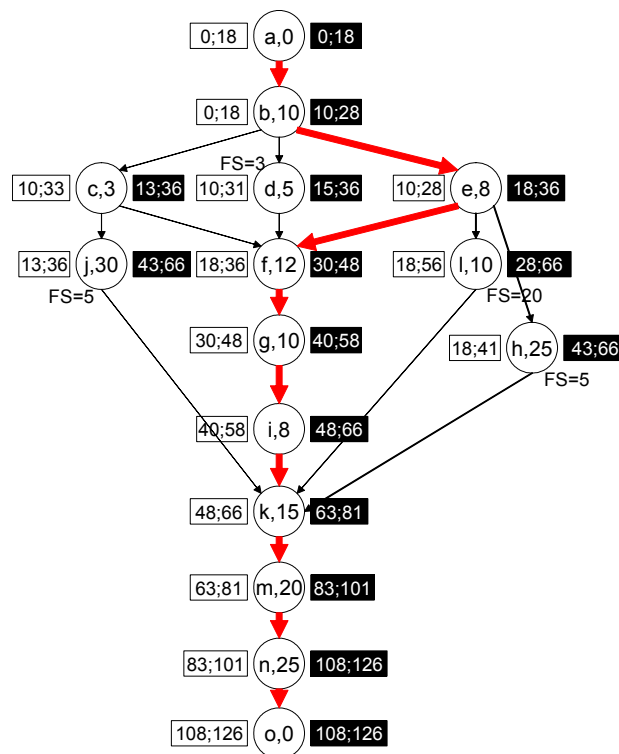 0;18 a,0 0;18
0;18 b,10 10;28
FS=3
10;33 c,3 13;36 10;31 d,5 15;36 10;28 e,8 18;36
13;36 j,30 43;66 18;36 f,12 30;48 18;56 l,10 28;66
FS=5 FS=20
30;48 g,10 40;58 18;41 h,25 43;66
FS=5
40;58 i,8 48;66
48;66 k,15 63;81
63;81 m,20 83;101
83;101 n,25 108;126
108;126 o,0 108;126